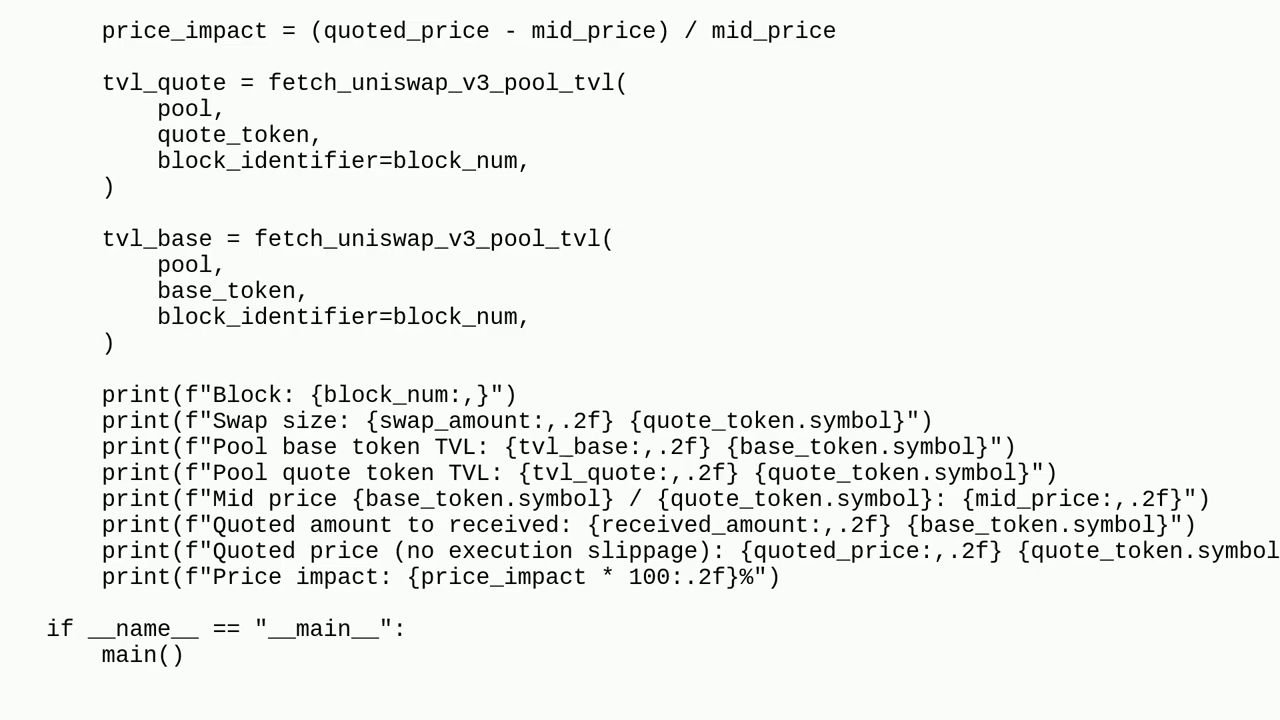 price_impact = (quoted_price - mid_price) / mid_price
tvl_quote = fetch_uniswap_v3_pool_tvl(
pool,
quote_token,
block_identifier=block_num,
)
tvl_base = fetch_uniswap_v3_pool_tvl(
pool,
base_token,
block_identifier=block_num,
)
print(f"Block: {block_num:,}")
print(f"Swap size: {swap_amount:,.2f} {quote_token.symbol}")
print(f"Pool base token TVL: {tvl_base:,.2f} {base_token.symbol}")
print(f"Pool quote token TVL: {tvl_quote:,.2f} {quote_token.symbol}")
print(f"Mid price {base_token.symbol} / {quote_token.symbol}: {mid_price:,.2f}")
print(f"Quoted amount to received: {received_amount:,.2f} {base_token.symbol}")
print(f"Quoted price (no execution slippage): {quoted_price:,.2f} {quote_token.symbol
print(f"Price impact: {price_impact * 100:.2f}%")
if __name__ == "__main__":
main()